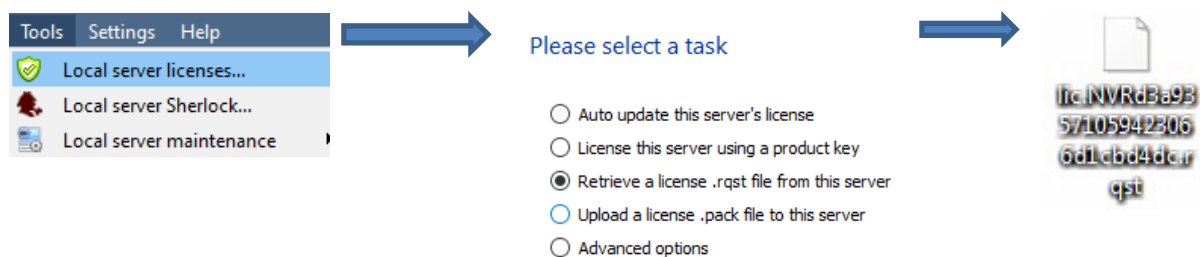 Tools Settings Help
Local server licenses...
Local server Sherlock...
Local server maintenance
Please select a task
Auto update this server's license
License this server using a product key
Retrieve a license .rqst file from this server
Upload a license .pack file to this server
Advanced options
lic.NVRd3a93
57105942306
6d1cbd4dc.r
qst